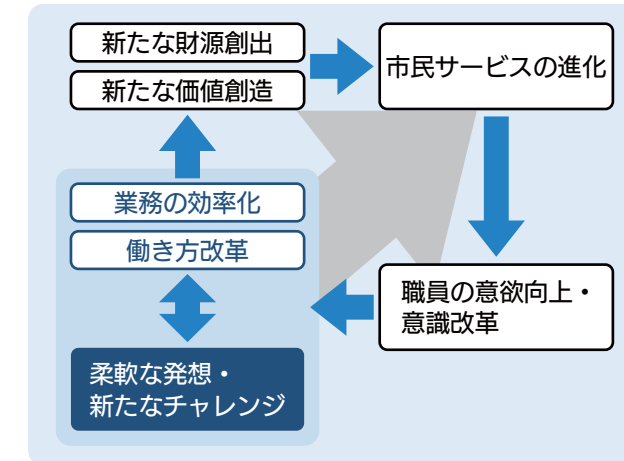 新たな財源創出
新たな価値創造
市民サービスの進化
業務の効率化
働き方改革
職員の意欲向上・
意識改革
柔軟な発想・
新たなチャレンジ